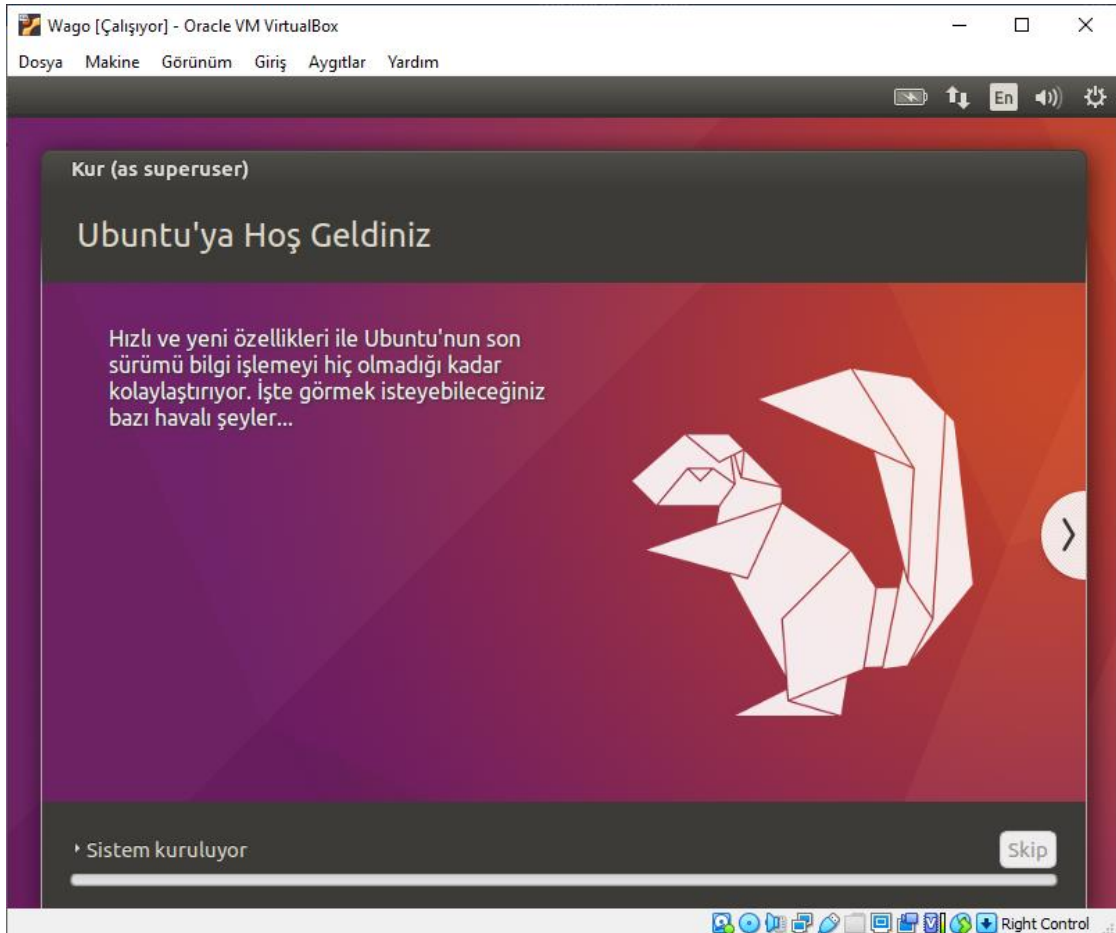 Wago [Çalışıyor] - Oracle VM VirtualBox
Dosya Makine Görünüm Giriş Aygıtlar Yardım
En
Kur (as superuser)
Ubuntu'ya Hoş Geldiniz
Hızlı ve yeni özellikleri ile Ubuntu'nun son
sürümü bilgi işlemeyi hiç olmadığı kadar
kolaylaştırıyor. İşte görmek isteyebileceğiniz
bazı havalı şeyler...
Sistem kuruluyor
Skip
Right Control